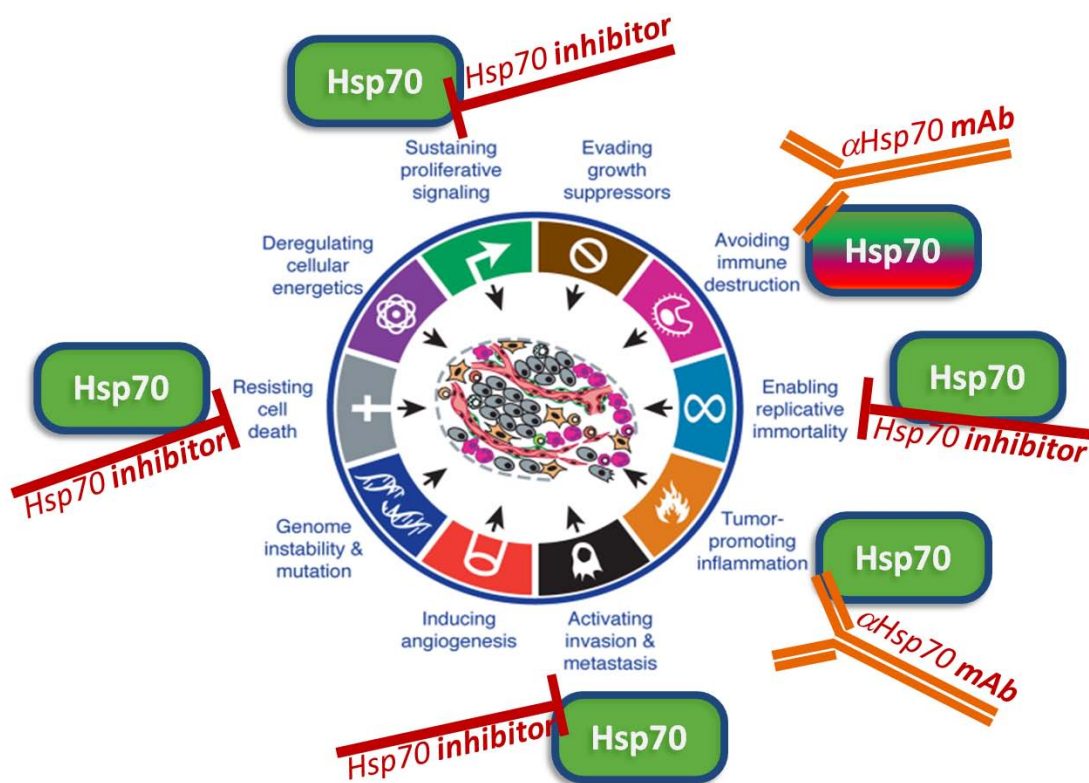 Hsp70
Hsp70 inhibitor
Sustaining
proliferative
signaling
Evading
growth
suppressors
αHsp70 mAb
Hsp70
Avoiding
immune
destruction
Deregulating
cellular
energetics
Hsp70
Resisting
cell
death
Hsp70 inhibitor
Enabling
replicative
immortality
Hsp70
Hsp70 inhibitor
Genome
instability &
mutation
Tumor-
promoting
inflammation
Hsp70
αHsp70 mAb
Inducing
angiogenesis
Activating
invasion &
metastasis
Hsp70 inhibitor
Hsp70